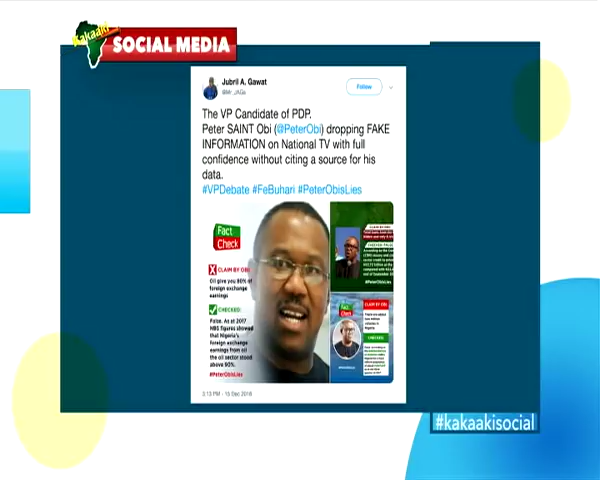 Kakaaki
SOCIAL MEDIA
Jubril A. Gawat
Follow
The VP Candidate of PDP.
Peter SAINT Obi (@PeterObi) dropping FAKE
INFORMATION on National TV with full
confidence without citing a source for his
data.
#VPDebate #FeBuhari #PeterObisLies
Fact
Check
CLAIM BY OBI
Oil give you 80% of
foreign exchange
earnings
CHECKED:
False. As at 2017
NBS figures showed
that Nigeria's
foreign exchange
earnings from oil
the oil sector stood
above 90%.
#PeterObisLies
CLAIM BY OBI
Fact
Check
CLAIM BY OBI
CHECKED:
3:13 PM - 15 Dec 2018
#kakaakisocial